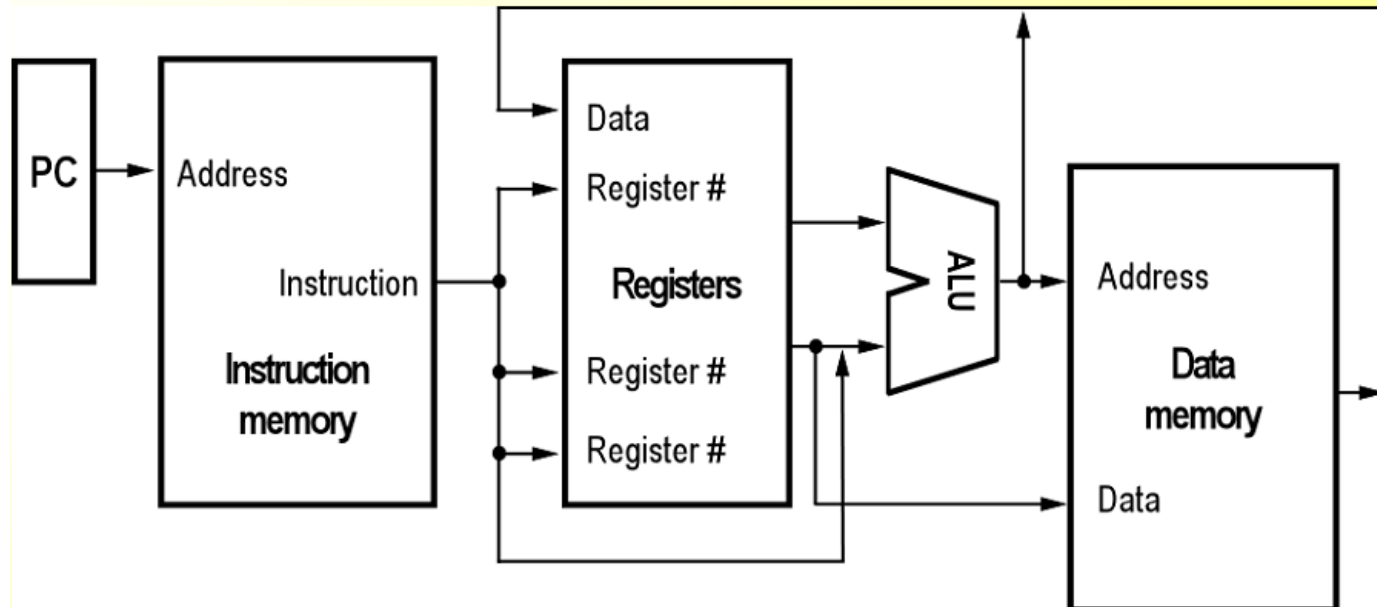 PC
Address
Instruction
Instruction
memory
Data
Register #
Registers
Register #
Register #
ALU
Address
Data
memory
Data